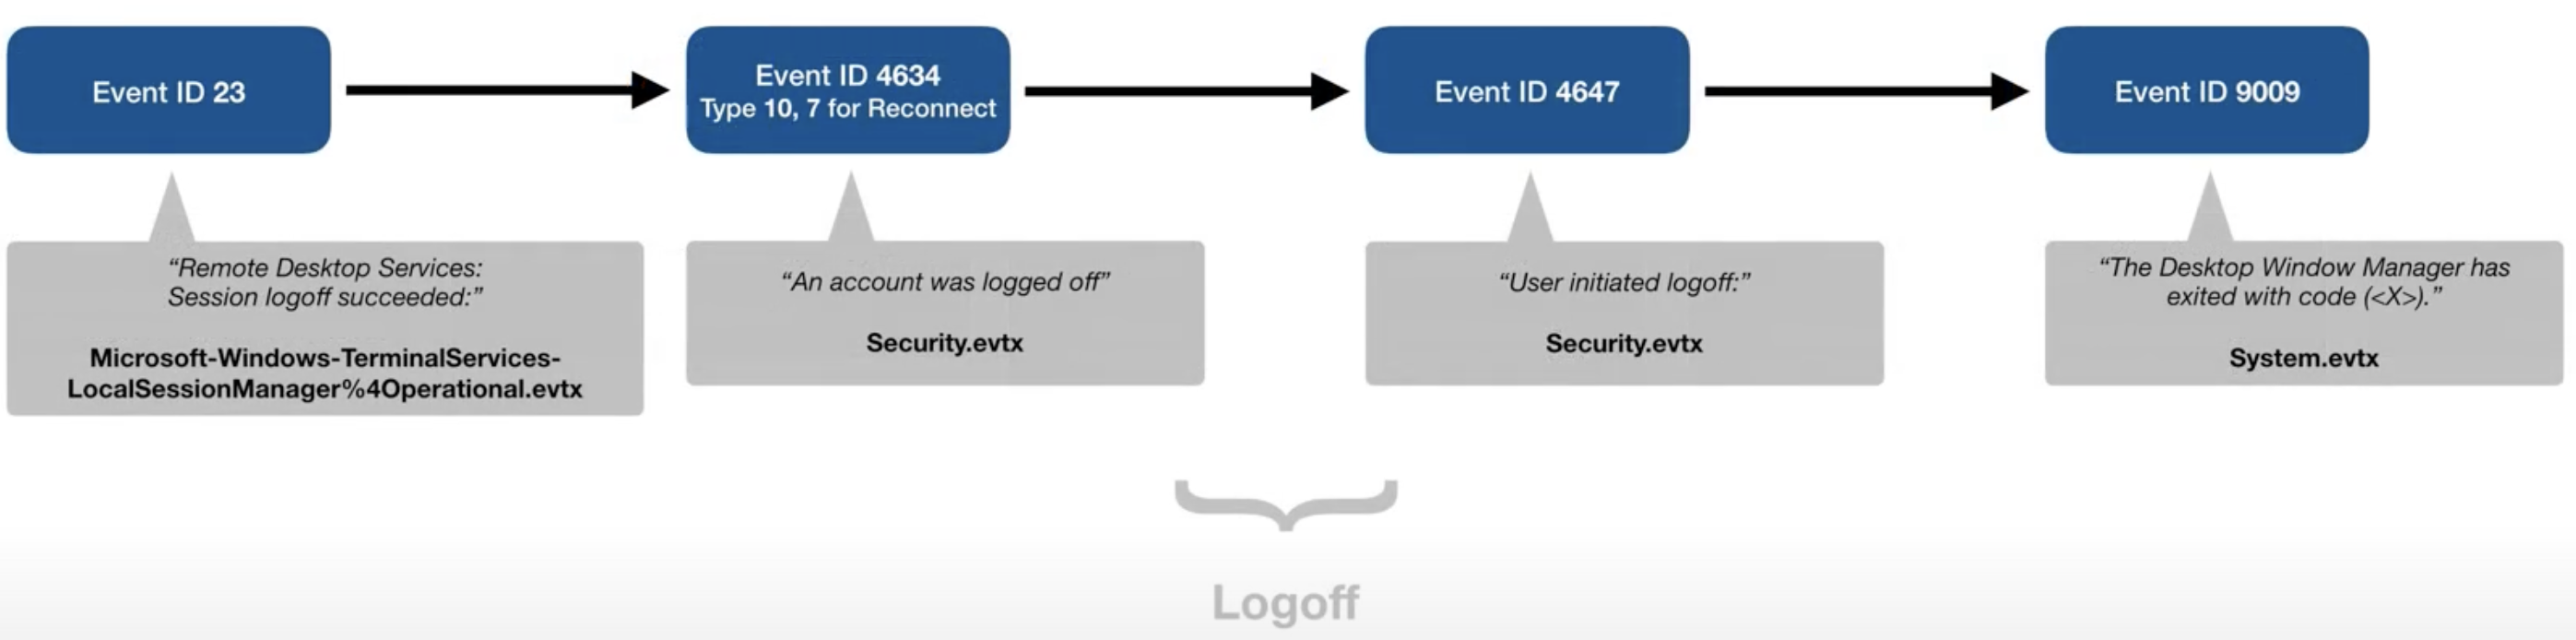 Event ID 23
Event ID 4634
Type 10, 7 for Reconnect
Event ID 4647
Event ID 9009
“Remote Desktop Services:
Session logoff succeeded:”
Microsoft-Windows-TerminalServices-
LocalSessionManager%4Operational.evtx
“An account was logged off”
Security.evtx
“User initiated logoff:”
Security.evtx
“The Desktop Window Manager has
exited with code (<X>).”
System.evtx
Logoff